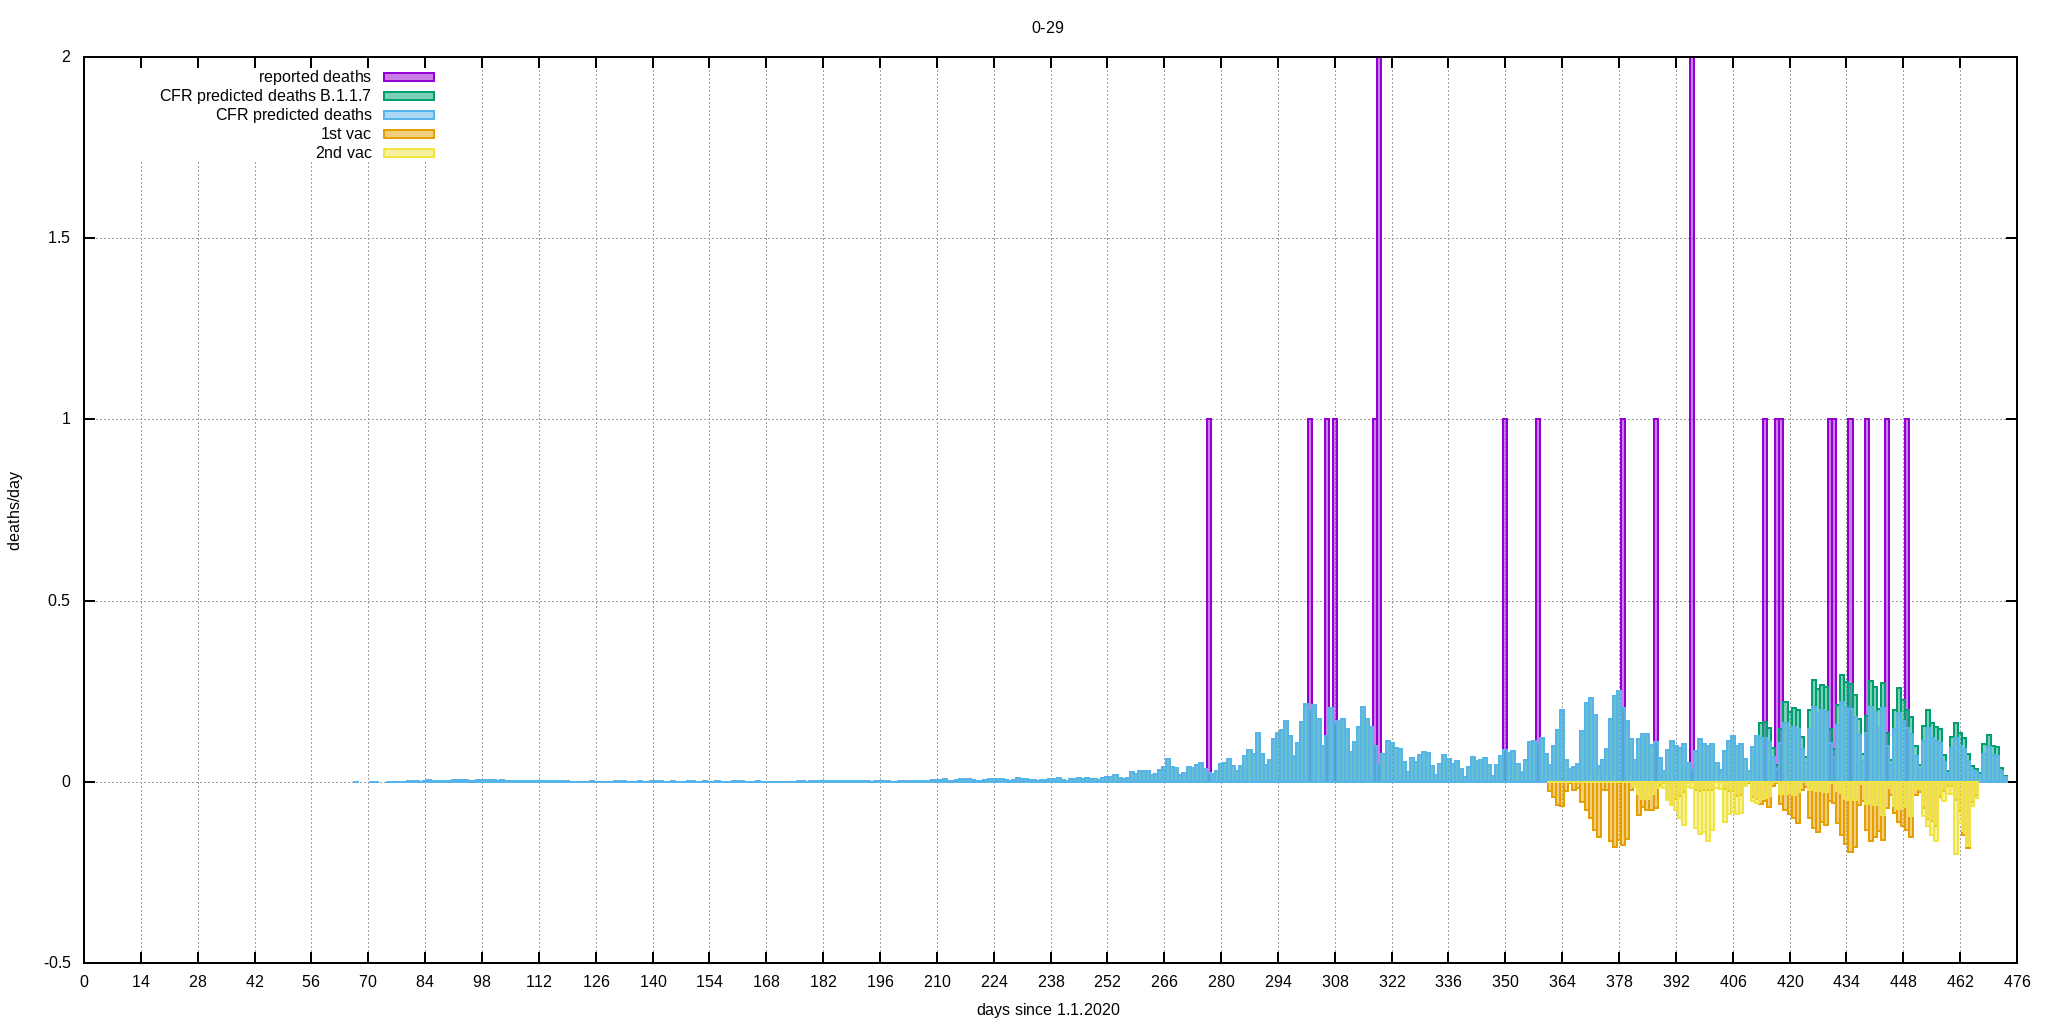 0-29
2
reported deaths
CFR predicted deaths B.1.1.7
CFR predicted deaths
1st vac
2nd vac
1.5
1
0.5
0
-0.5
deaths/day
0 14 28 42 56 70 84 98 112 126 140 154 168 182 196 210 224 238 252 266 280 294 308 322 336 350 364 378 392 406 420 434 448 462 476
days since 1.1.2020